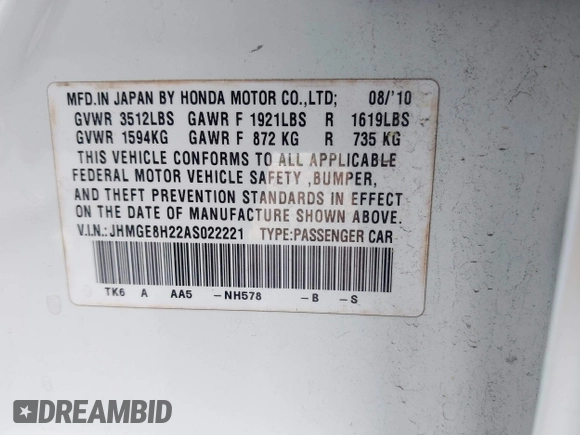 MFD.IN JAPAN BY HONDA MOTOR CO.,LTD; 08/'10
GVWR 3512LBS GAWR F 1921LBS R 1619LBS
GVWR 1594KG GAWR F 872 KG R 735 KG
THIS VEHICLE CONFORMS TO ALL APPLICABLE
FEDERAL MOTOR VEHICLE SAFETY ,BUMPER,
AND THEFT PREVENTION STANDARDS IN EFFECT
ON THE DATE OF MANUFACTURE SHOWN ABOVE.
V.I.N.: JHMGE8H22AS022221 TYPE:PASSENGER CAR
TK6 A AA5 -NH578 -B -S
DREAMBID